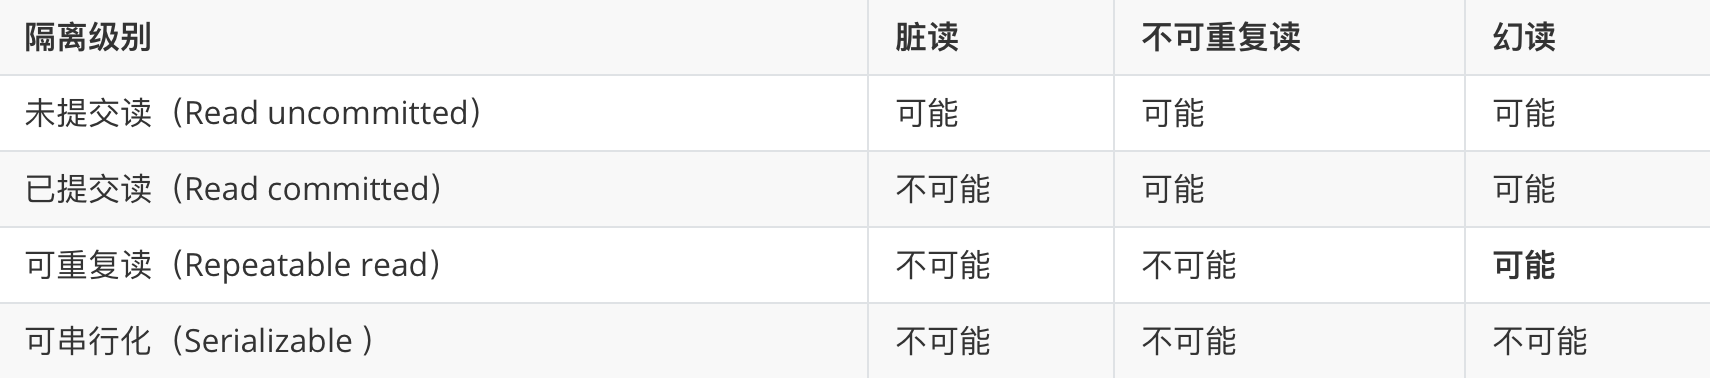 隔离级别 脏读 不可重复读 幻读
未提交读（Read uncommitted） 可能 可能 可能
已提交读（Read committed） 不可能 可能 可能
可重复读（Repeatable read） 不可能 不可能 可能
可串行化（Serializable ） 不可能 不可能 不可能